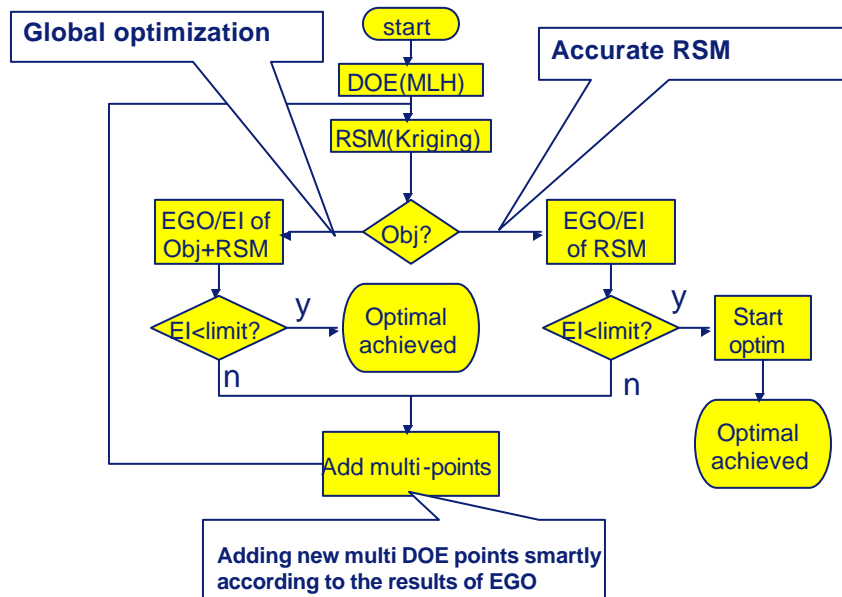 start
Global optimization
Accurate RSM
DOE(MLH)
RSM(Kriging)
EGO/EI of
Obj+RSM
Obj?
EGO/EI
of RSM
EI<limit?
y
Optimal
achieved
n
EI<limit?
y
Start
optim
n
Optimal
achieved
Add multi-points
Adding new multi DOE points smartly
according to the results of EGO